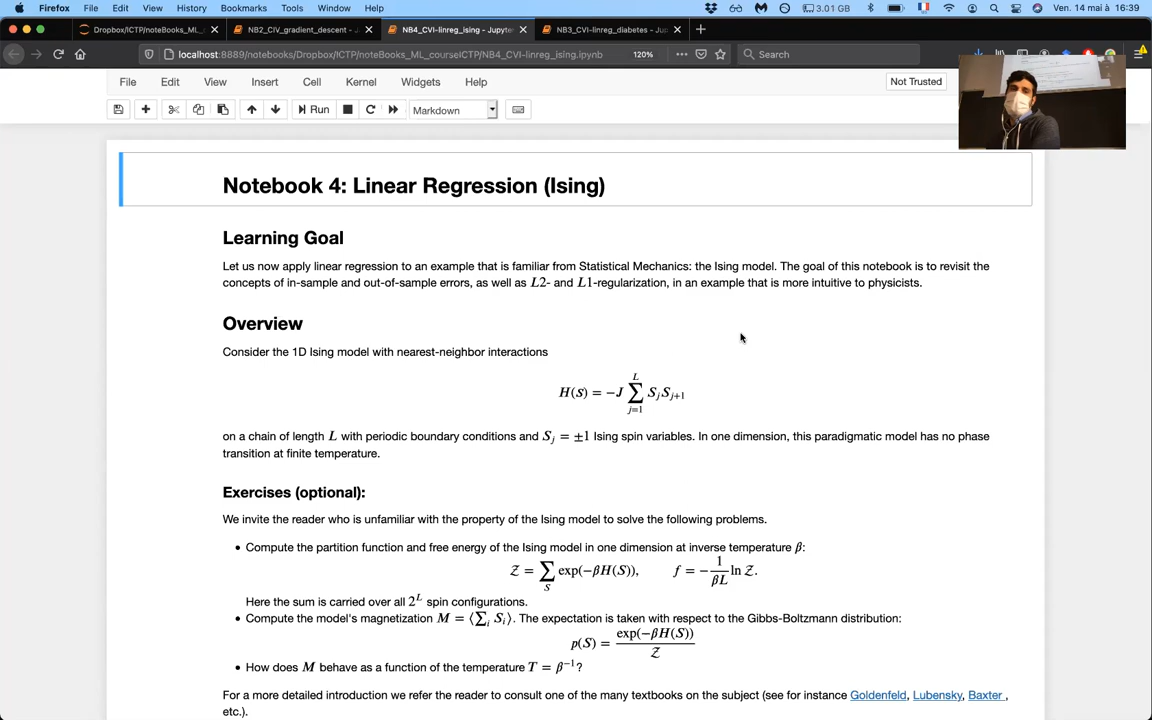 Firefox File Edit View History Bookmarks Tools Window Help 3.01 GB Ven. 14 mai à 16:39
Dropbox/ICTP/noteBooks_ML_ NB2_CIV_gradient_descent - NB4_CVI-linreg_ising - Jupyte NB3_CVI-linreg_diabetes - Ju
localhost:8889/notebooks/Dropbox/ICTP/noteBooks_ML_courseICTP/NB4_CVI-linreg_ising.ipynb 120% Search
File Edit View Insert Cell Kernel Widgets Help Not Trusted
Run Markdown
Notebook 4: Linear Regression (Ising)
Learning Goal
Let us now apply linear regression to an example that is familiar from Statistical Mechanics: the Ising model. The goal of this notebook is to revisit the
concepts of in-sample and out-of-sample errors, as well as L2- and L1-regularization, in an example that is more intuitive to physicists.
Overview
Consider the 1D Ising model with nearest-neighbor interactions
H(s) = −J ∑_{j=1}^{L} S_j S_{j+1}
on a chain of length L with periodic boundary conditions and S_j = ±1 Ising spin variables. In one dimension, this paradigmatic model has no phase
transition at finite temperature.
Exercises (optional):
We invite the reader who is unfamiliar with the property of the Ising model to solve the following problems.
• Compute the partition function and free energy of the Ising model in one dimension at inverse temperature β:
Z = ∑_S exp(−βH(S)), f = −\frac{1}{βL} ln Z.
Here the sum is carried over all 2^L spin configurations.
• Compute the model's magnetization M = ⟨∑_i S_i⟩. The expectation is taken with respect to the Gibbs-Boltzmann distribution:
p(S) = \frac{exp(−βH(S))}{Z}
• How does M behave as a function of the temperature T = β^{−1}?
For a more detailed introduction we refer the reader to consult one of the many textbooks on the subject (see for instance Goldenfeld, Lubensky, Baxter ,
etc.).